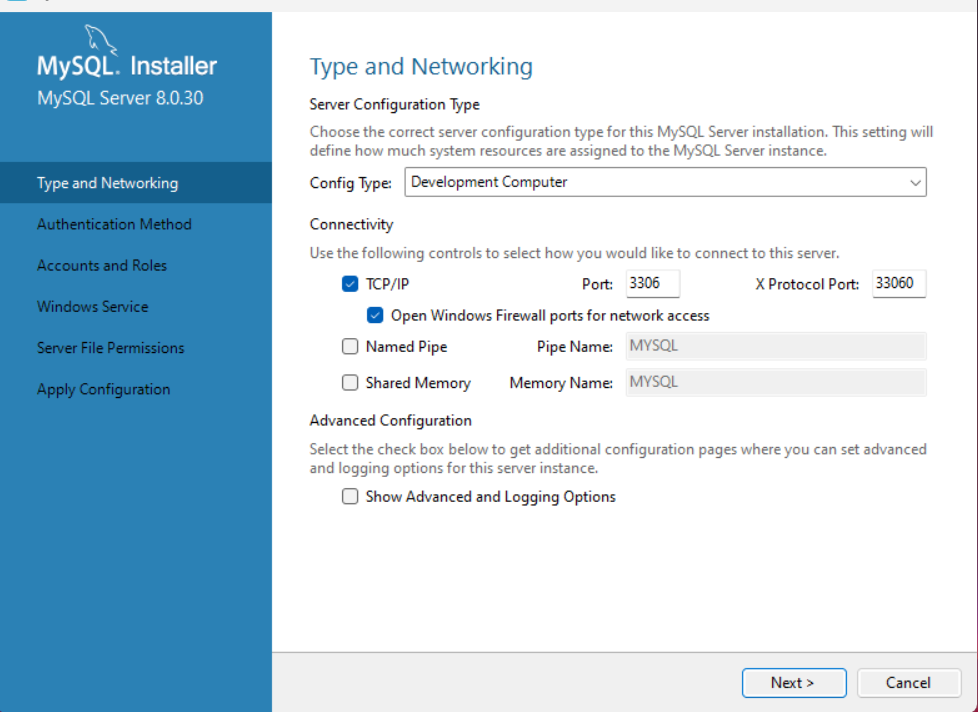 MySQL. Installer
MySQL Server 8.0.30
Type and Networking
Authentication Method
Accounts and Roles
Windows Service
Server File Permissions
Apply Configuration
Type and Networking
Server Configuration Type
Choose the correct server configuration type for this MySQL Server installation. This setting will
define how much system resources are assigned to the MySQL Server instance.
Config Type: Development Computer
Connectivity
Use the following controls to select how you would like to connect to this server.
TCP/IP Port: 3306 X Protocol Port: 33060
Open Windows Firewall ports for network access
Named Pipe Pipe Name: MYSQL
Shared Memory Memory Name: MYSQL
Advanced Configuration
Select the check box below to get additional configuration pages where you can set advanced
and logging options for this server instance.
Show Advanced and Logging Options
Next > Cancel